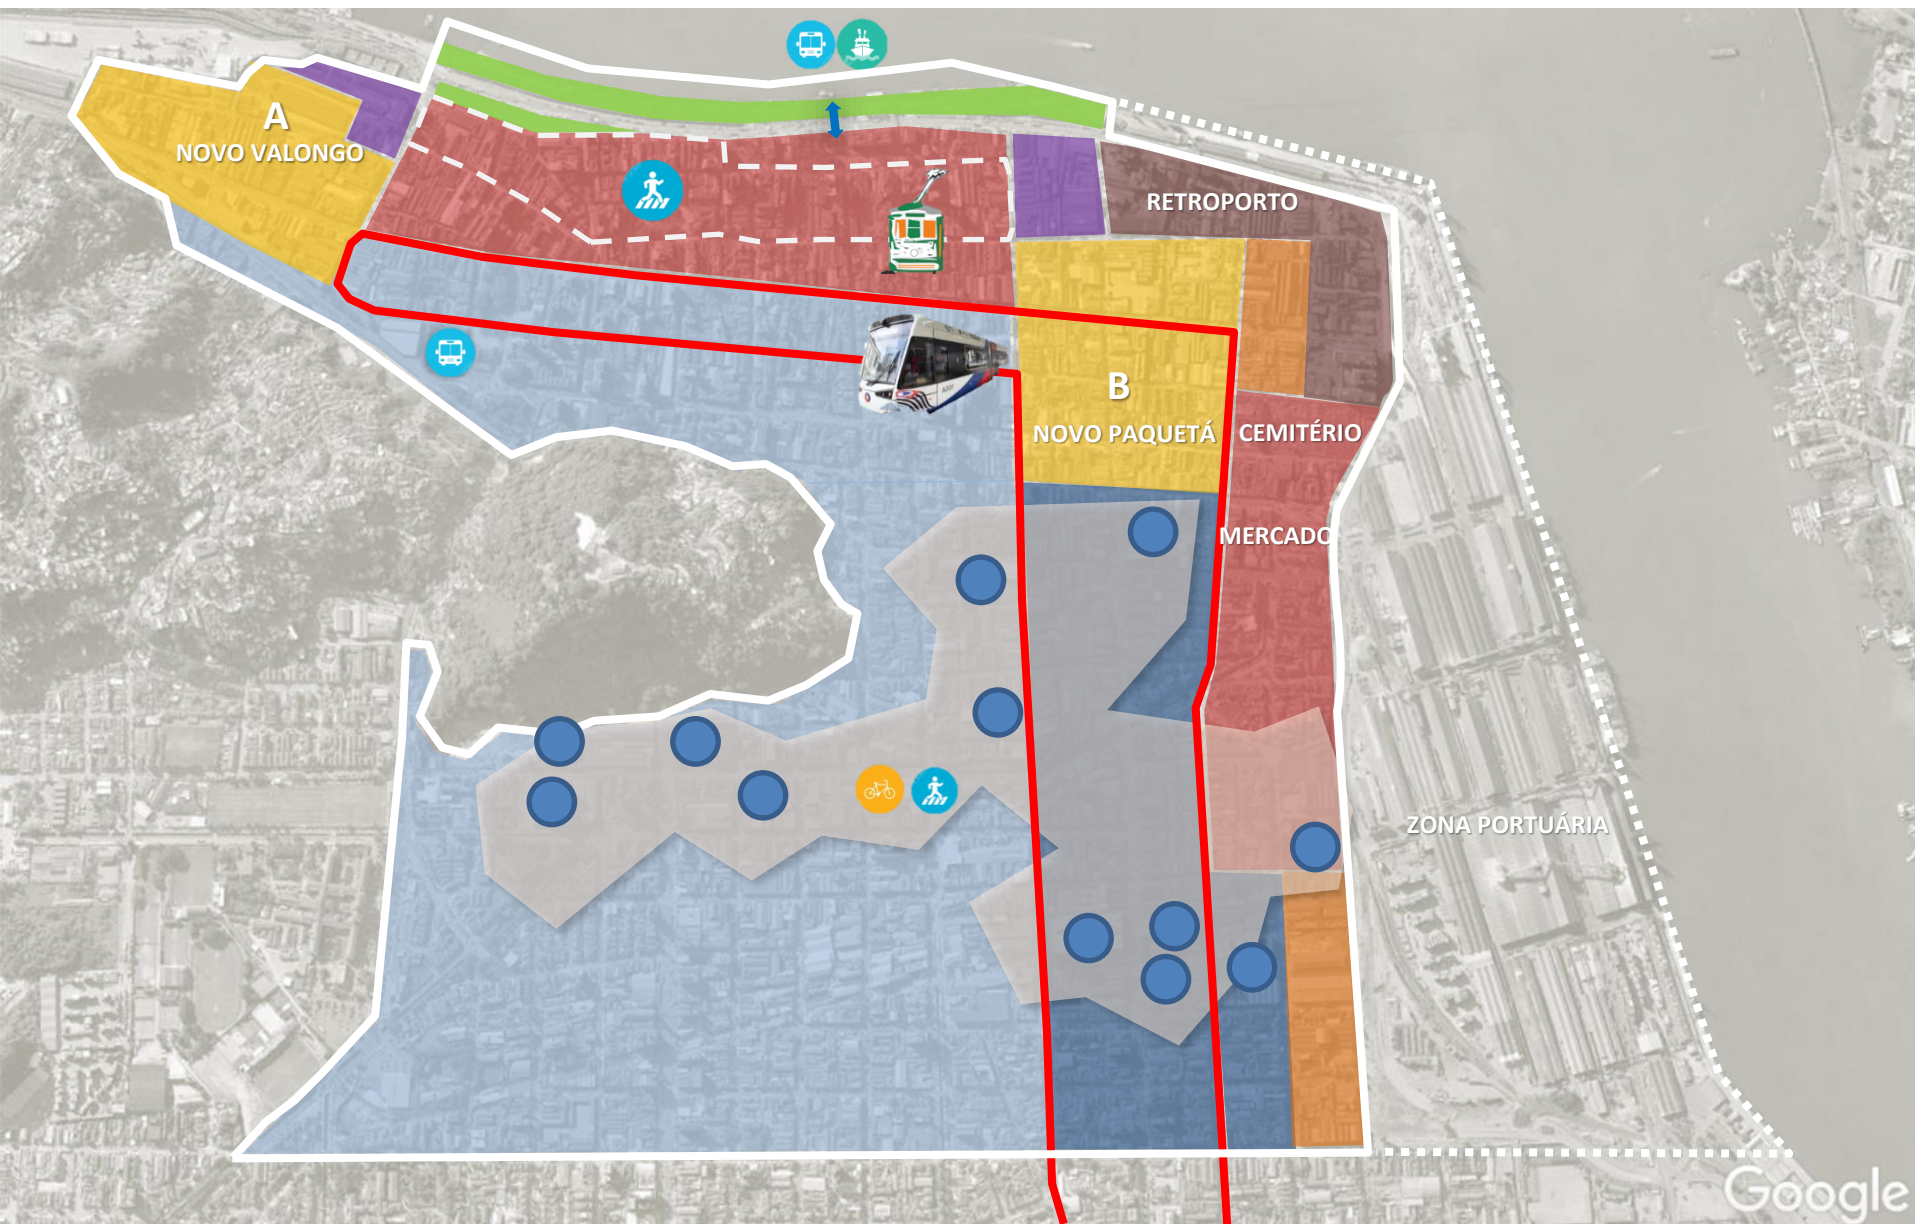 A
NOVO VALONGO
RETROPORTO
B
NOVO PAQUETÁ
CEMITÉRIO
MERCADO
ZONA PORTUÁRIA
Google